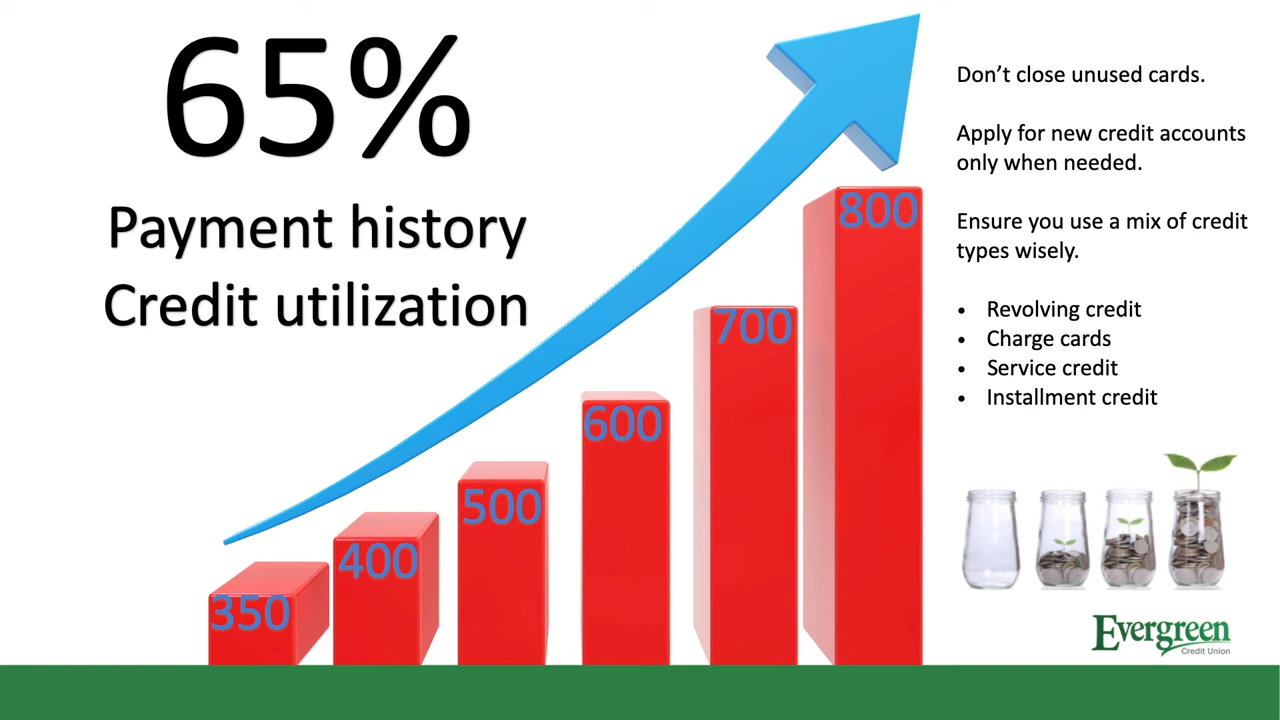 65%
Payment history
Credit utilization
350
400
500
600
700
800
Don’t close unused cards.
Apply for new credit accounts
only when needed.
Ensure you use a mix of credit
types wisely.
• Revolving credit
• Charge cards
• Service credit
• Installment credit
Evergreen
Credit Union